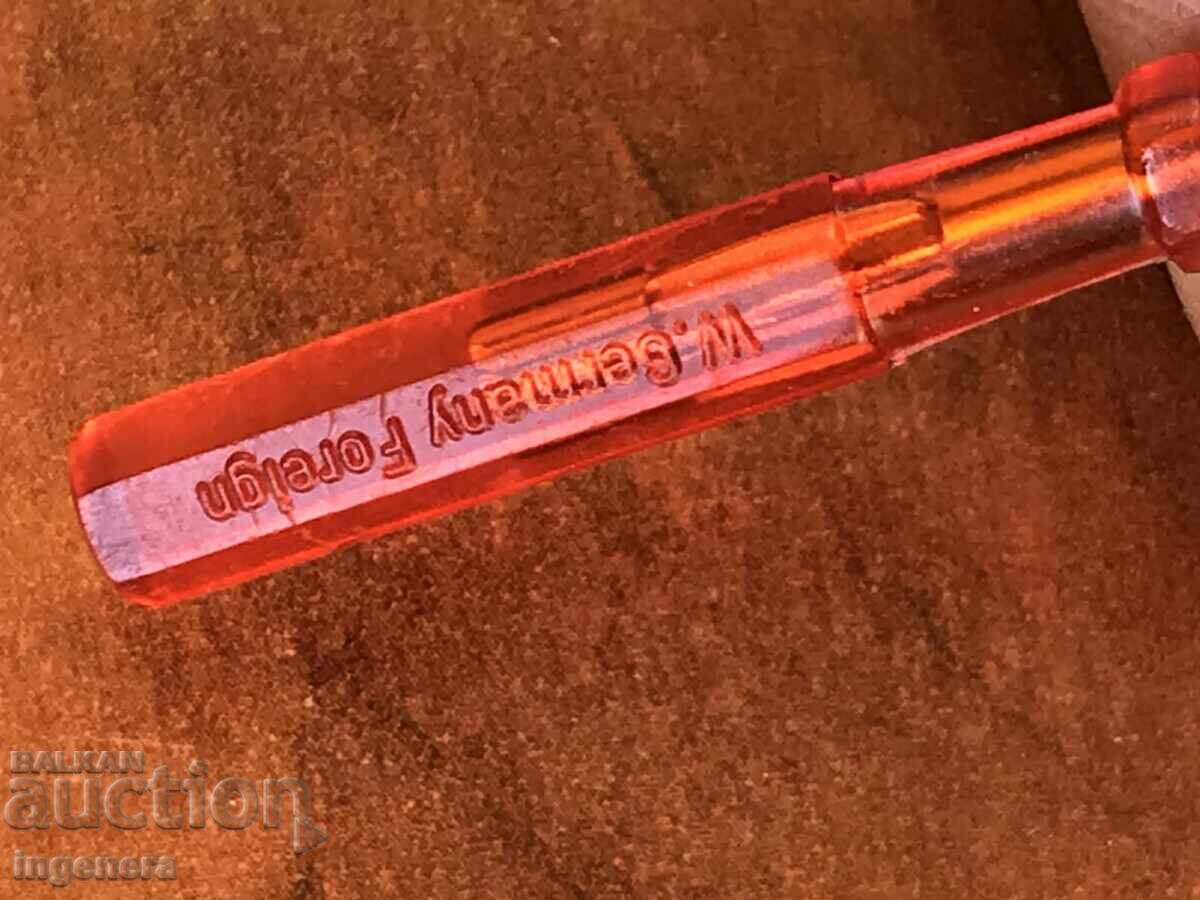 W.Germany Foreign
BALKAN
auction
ingenera